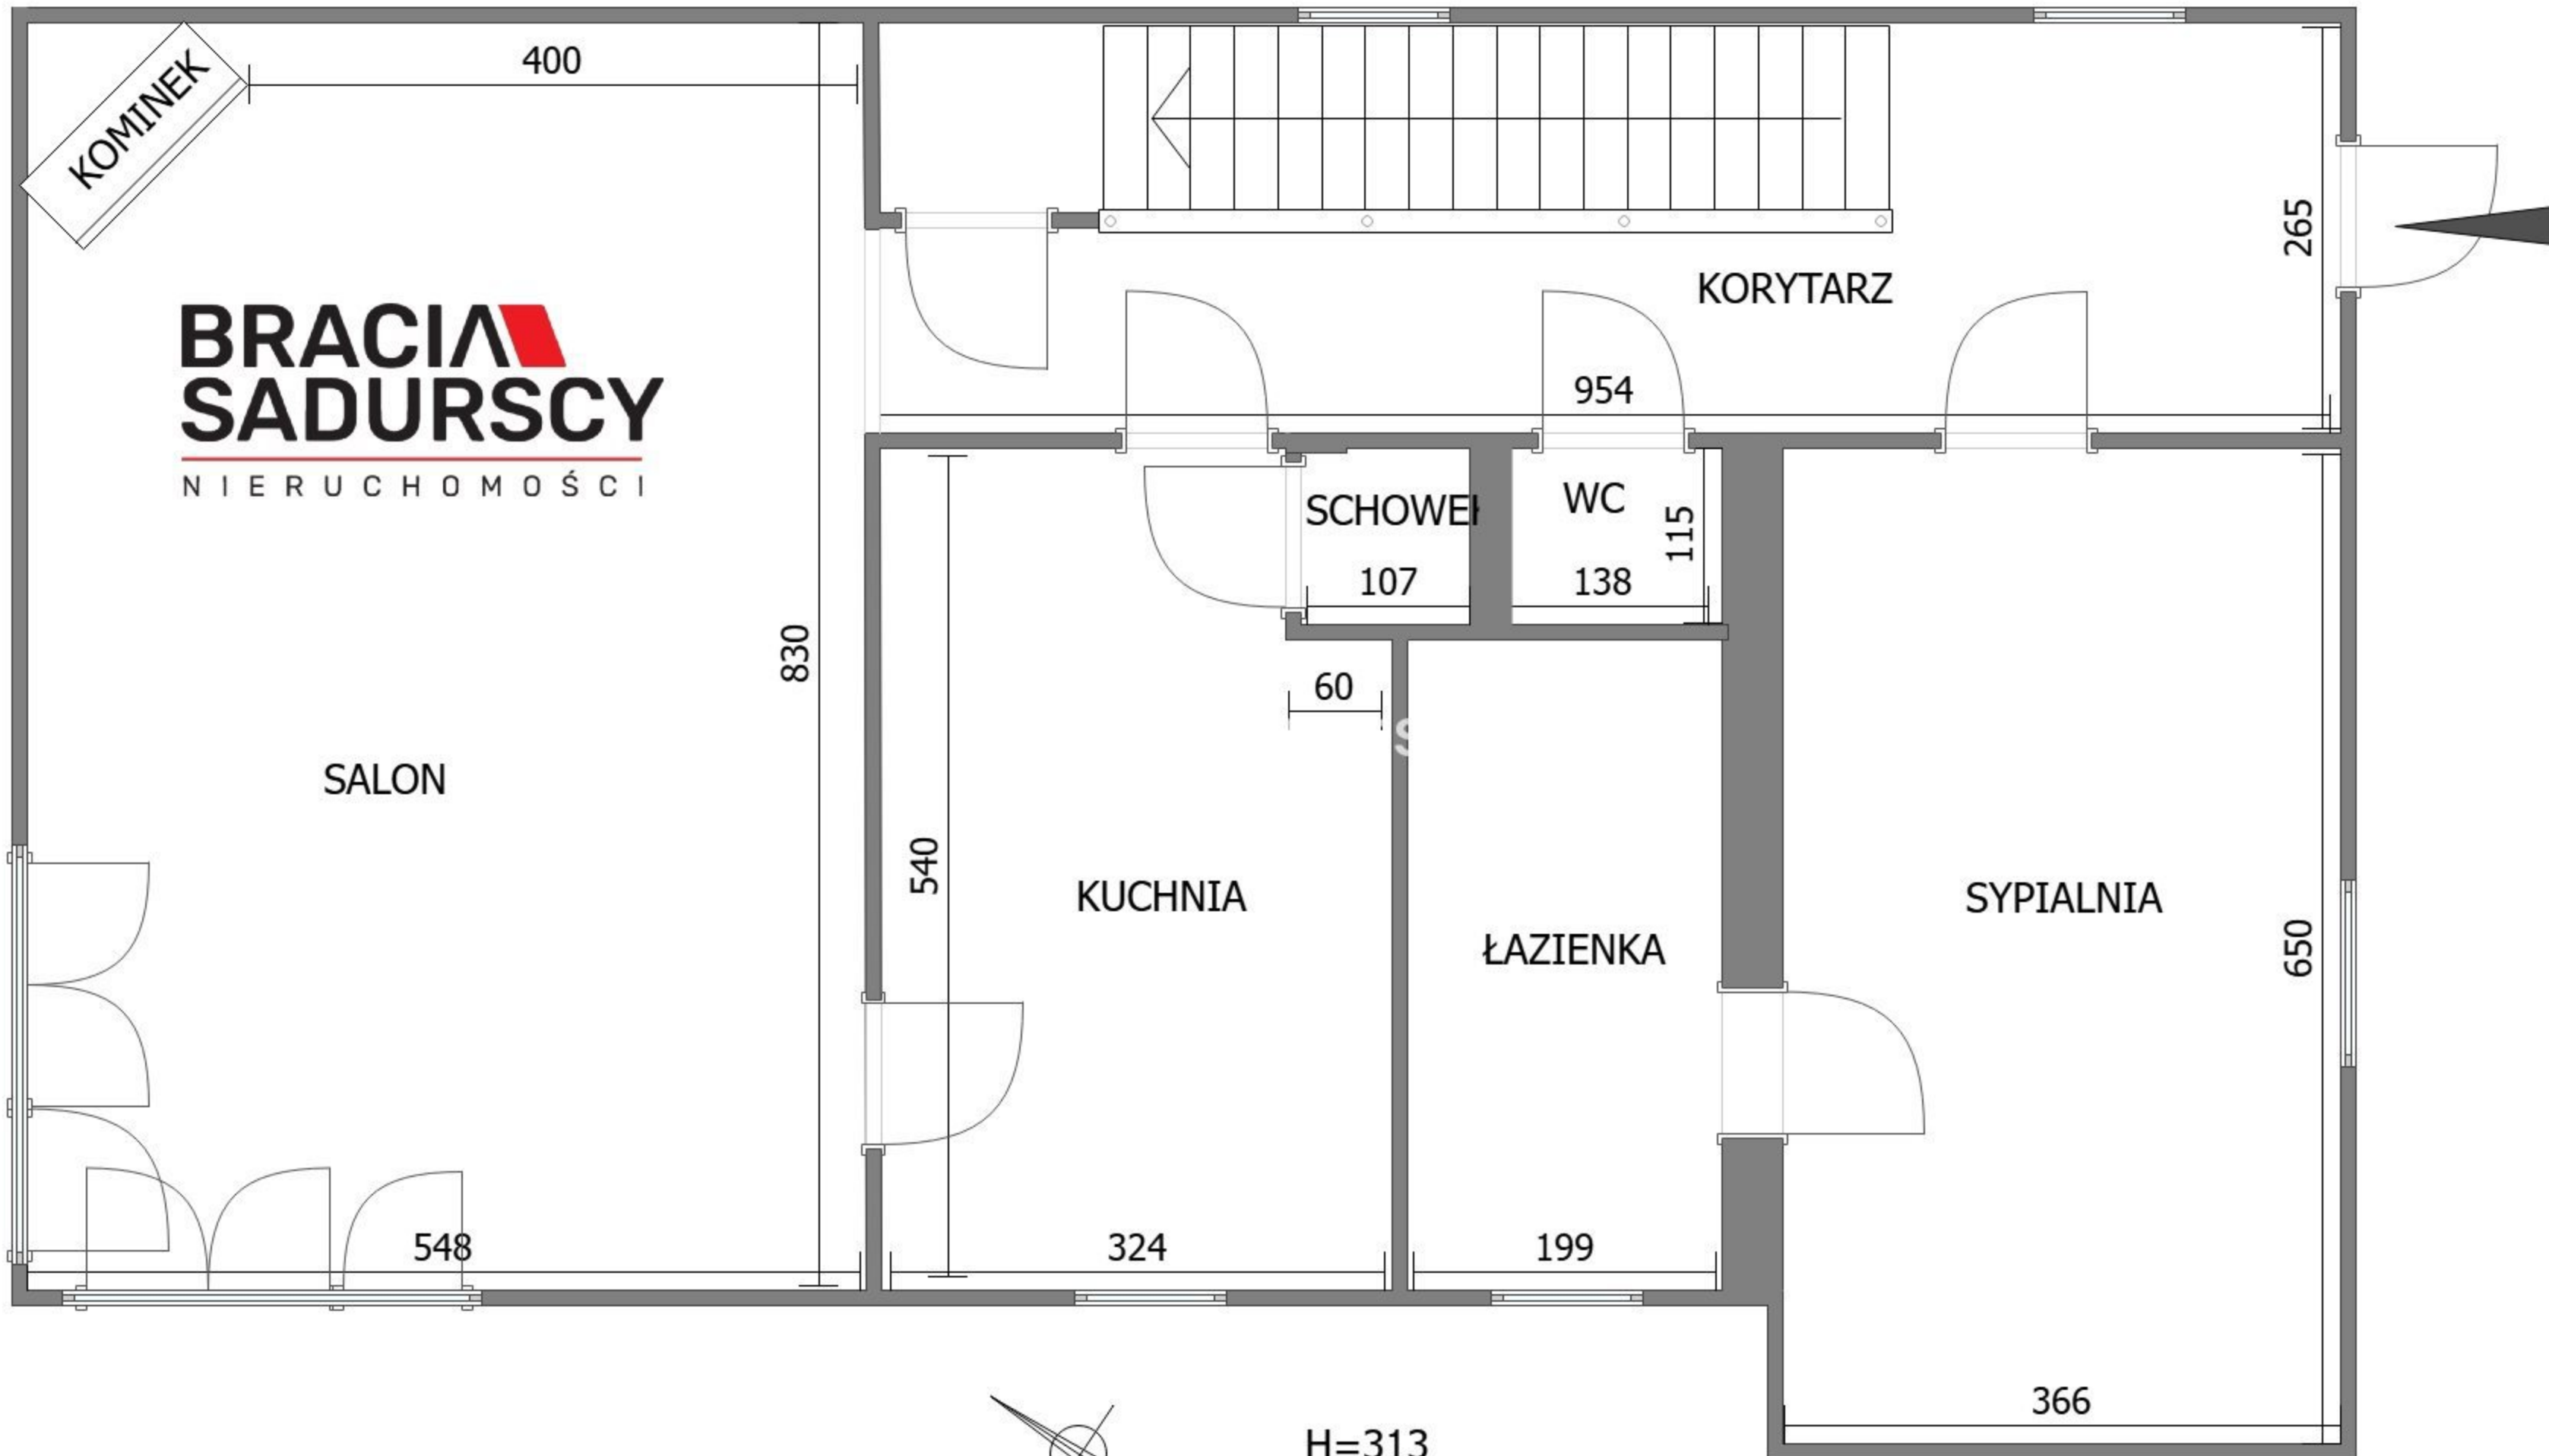 KOMINEK
400
BRACIA
SADURSCY
NIERUCHOMOŚCI
265
KORYTARZ
954
SCHOWEK
WC
115
107
138
830
60
S
SALON
540
KUCHNIA
SYPIALNIA
ŁAZIENKA
650
548
324
199
366
H=313